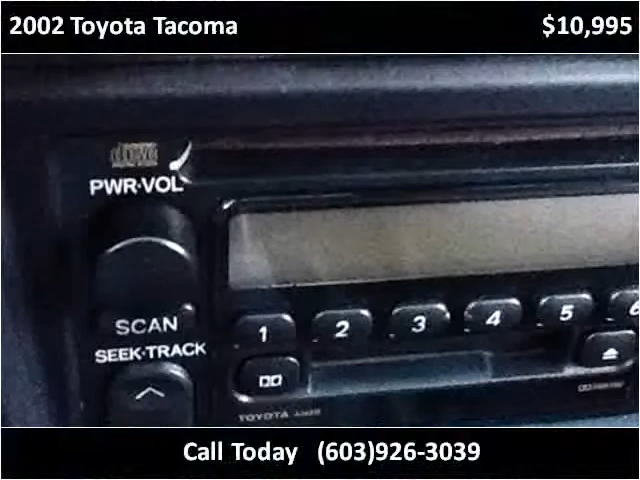 2002 Toyota Tacoma $10,995
PWR·VOL
SCAN
1 2 3 4 5 6
SEEK·TRACK
TOYOTA
Call Today (603)926-3039